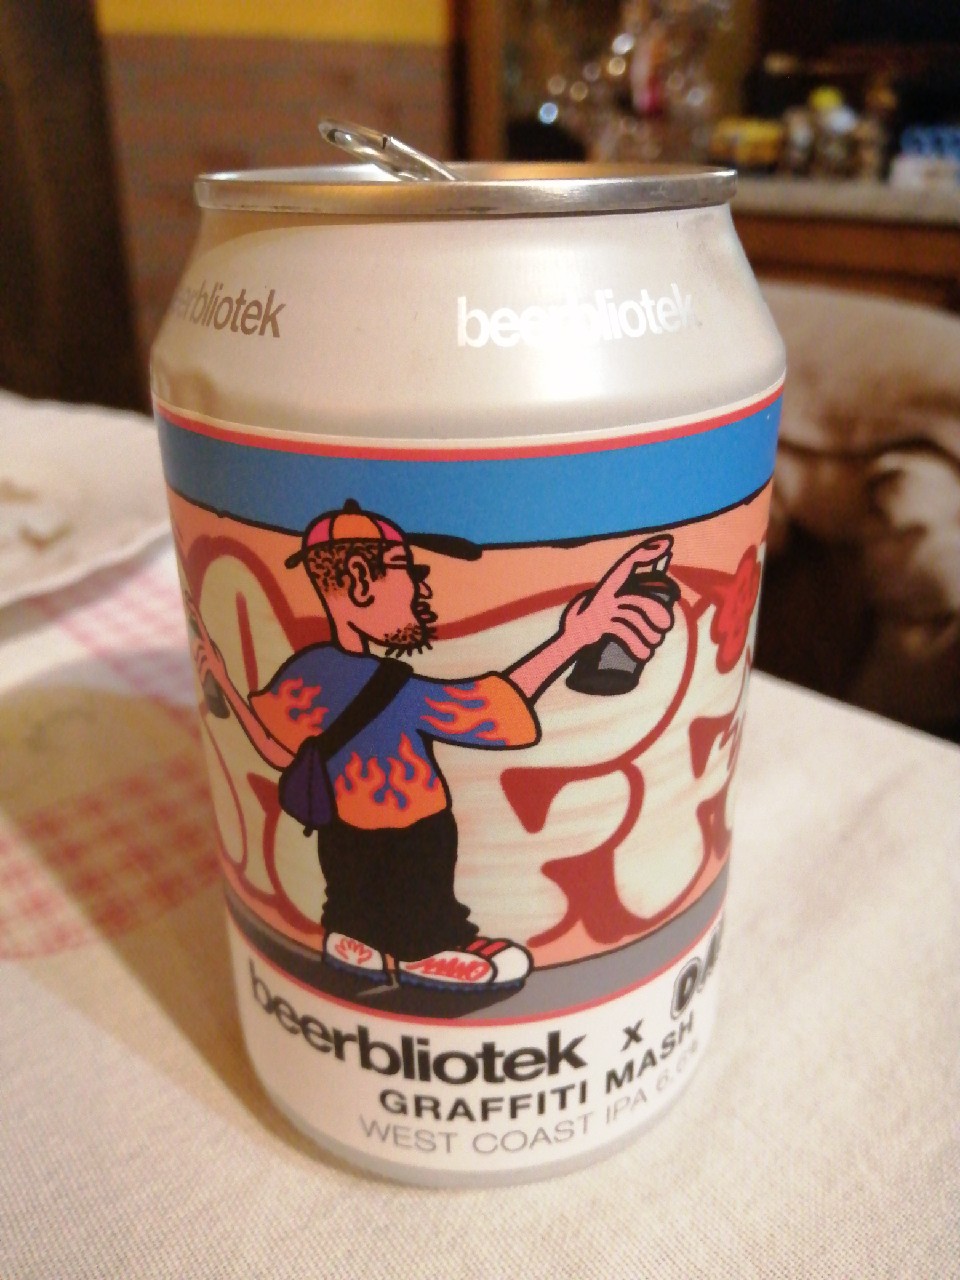 beerbliotek
beerbliotek
beerbliotek x
GRAFFITI MASH
WEST COAST IPA